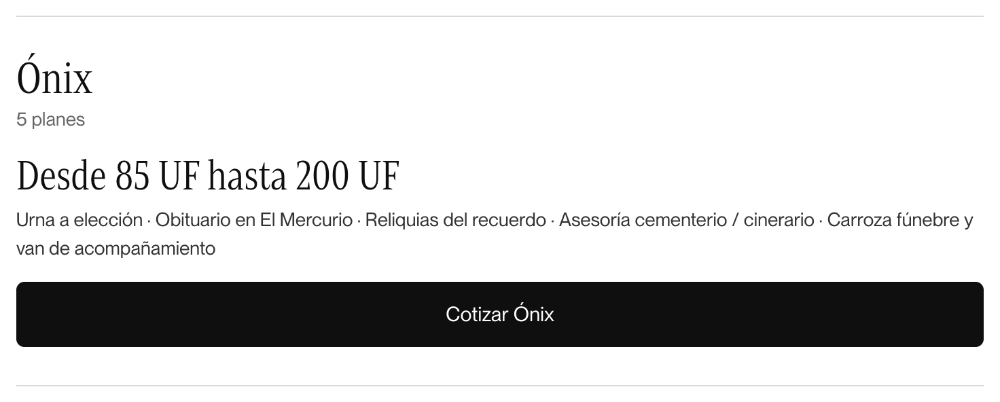 Ónix
5 planes
Desde 85 UF hasta 200 UF
Urna a elección · Obituario en El Mercurio · Reliquias del recuerdo · Asesoría cementerio / cinerario · Carroza fúnebre y
van de acompañamiento
Cotizar Ónix